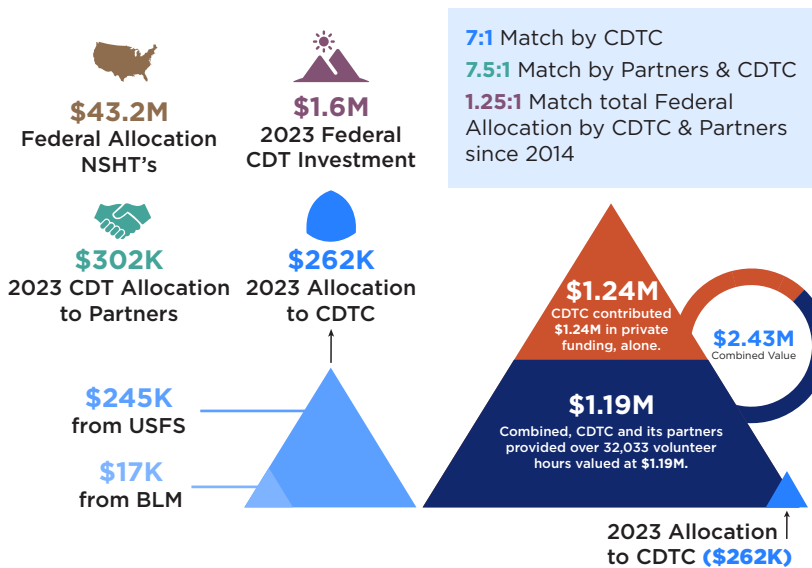 $43.2M
Federal Allocation
NSHT's
$1.6M
2023 Federal
CDT Investment
7:1 Match by CDTC
7.5:1 Match by Partners & CDTC
1.25:1 Match total Federal
Allocation by CDTC & Partners
since 2014
$302K
2023 CDT Allocation
to Partners
$262K
2023 Allocation
to CDTC
$245K
from USFS
$17K
from BLM
$1.24M
CDTC contributed
$1.24M in private
funding, alone.
$2.43M
Combined Value
$1.19M
Combined, CDTC and its partners
provided over 32,033 volunteer
hours valued at $1.19M.
2023 Allocation
to CDTC ($262K)